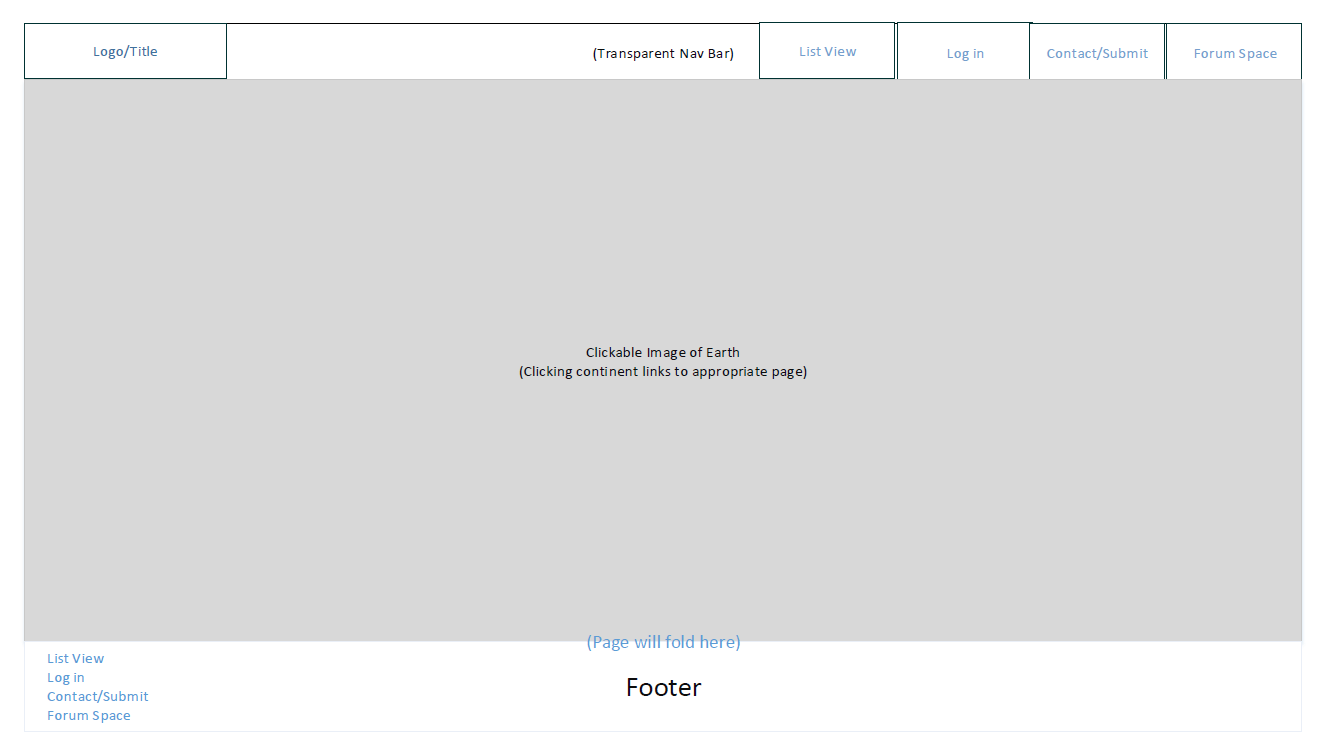 Logo/Title
(Transparent Nav Bar)
List View
Log in
Contact/Submit
Forum Space
Clickable Image of Earth
(Clicking continent links to appropriate page)
(Page will fold here)
List View
Log in
Contact/Submit
Forum Space
Footer